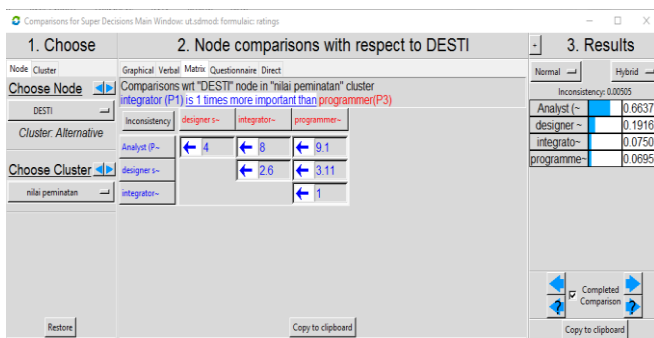 Comparisons for Super Decisions Main Window: ut.sdmod: formulaic: ratings
1. Choose
Node Cluster
Choose Node
DESTI
Cluster: Alternative
Choose Cluster
nilai peminatan
Restore
2. Node comparisons with respect to DESTI
Graphical Verbal Matrix Questionnaire Direct
Comparisons wrt "DESTI" node in "nilai peminatan" cluster
integrator (P1) is 1 times more important than programmer(P3)
Inconsistency designer s~ integrator~ programmer~
Analyst (P~ 4 8 9.1
designer s~ 2.6 3.11
integrator~ 1
Copy to clipboard
- 3. Results
Normal Hybrid
Inconsistency: 0.00505
Analyst (~ 0.6637
designer ~ 0.1916
integrato~ 0.0750
programme~ 0.0695
Completed
Comparison
? ?
Copy to clipboard